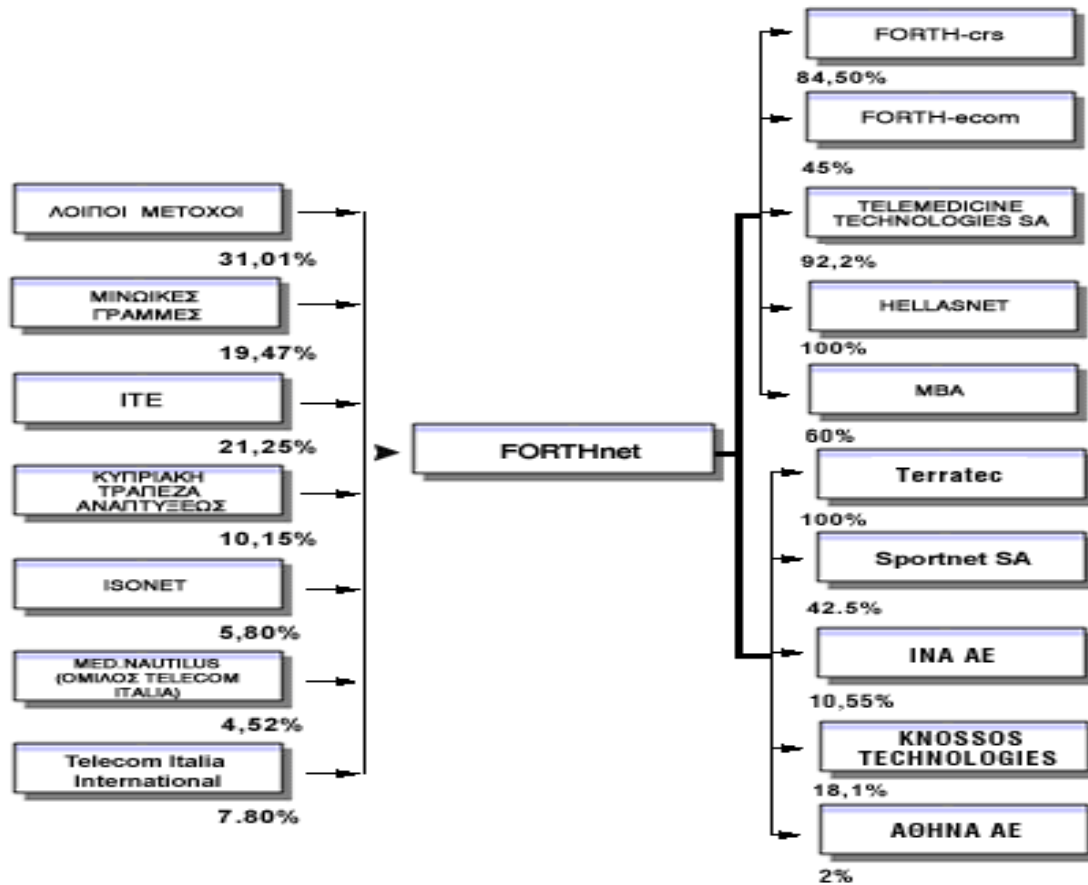 ΛΟΙΠΟΙ ΜΕΤΟΧΟΙ
31,01%
ΜΙΝΩΙΚΕΣ
ΓΡΑΜΜΕΣ
19,47%
ΙΤΕ
21,25%
ΚΥΠΡΙΑΚΗ
ΤΡΑΠΕΖΑ
ΑΝΑΠΤΥΞΕΩΣ
10,15%
ISONET
5,80%
MED.NAUTILUS
(ΟΜΙΛΟΣ TELECOM
ITALIA)
4,52%
Telecom Italia
International
7.80%
FORTHnet
FORTH-crs
84,50%
FORTH-ecom
45%
TELEMEDICINE
TECHNOLOGIES SA
92,2%
HELLASNET
100%
MBA
60%
Terratec
100%
Sportnet SA
42.5%
ΙΝΑ ΑΕ
10,55%
KNOSSOS
TECHNOLOGIES
18,1%
ΑΘΗΝΑ ΑΕ
2%